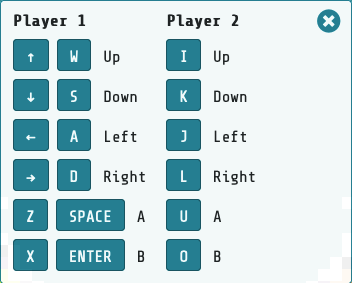 Player 1 Player 2
↑ W Up I Up
↓ S Down K Down
← A Left J Left
→ D Right L Right
Z SPACE A U A
X ENTER B O B